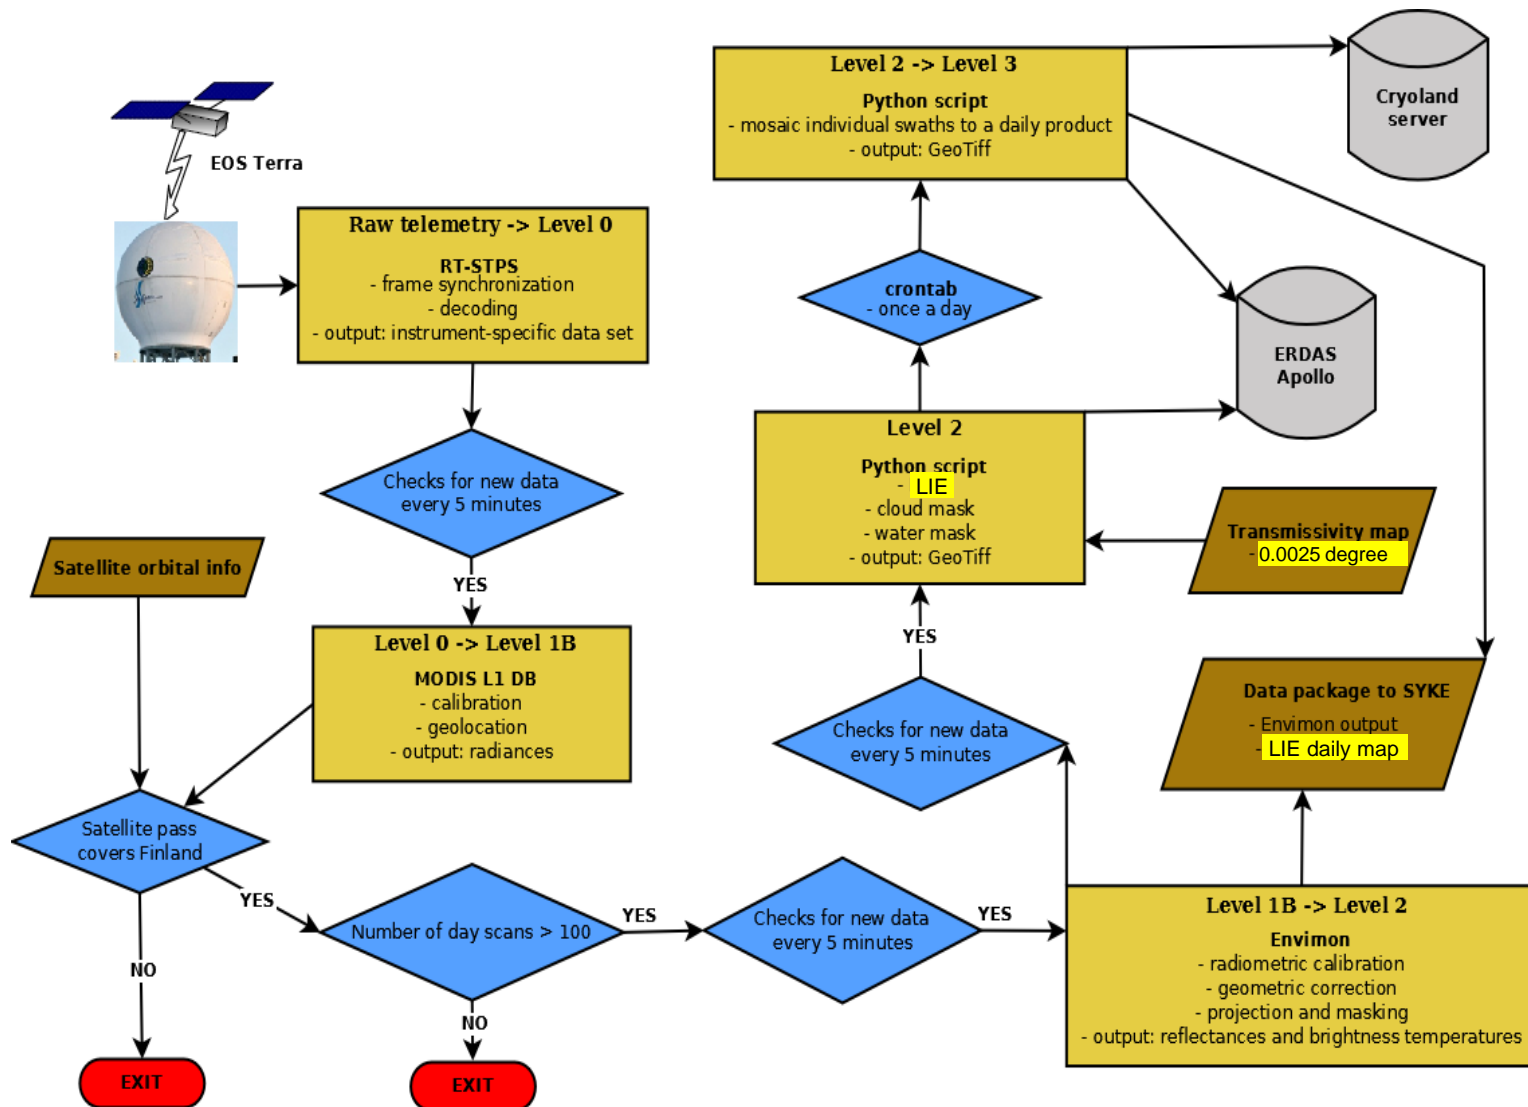 EOS Terra
Raw telemetry -> Level 0
RT-STPS
- frame synchronization
- decoding
- output: instrument-specific data set
Checks for new data
every 5 minutes
YES
Satellite orbital info
Level 0 -> Level 1B
MODIS L1 DB
- calibration
- geolocation
- output: radiances
Satellite pass
covers Finland
YES
NO
EXIT
Number of day scans > 100
YES
NO
EXIT
Checks for new data
every 5 minutes
YES
Level 1B -> Level 2
Envimon
- radiometric calibration
- geometric correction
- projection and masking
- output: reflectances and brightness temperatures
Data package to SYKE
- Envimon output
- LIE daily map
Checks for new data
every 5 minutes
YES
Level 2
Python script
- LIE
- cloud mask
- water mask
- output: GeoTiff
Transmissivity map
- 0.0025 degree
crontab
- once a day
Level 2 -> Level 3
Python script
- mosaic individual swaths to a daily product
- output: GeoTiff
Cryoland
server
ERDAS
Apollo